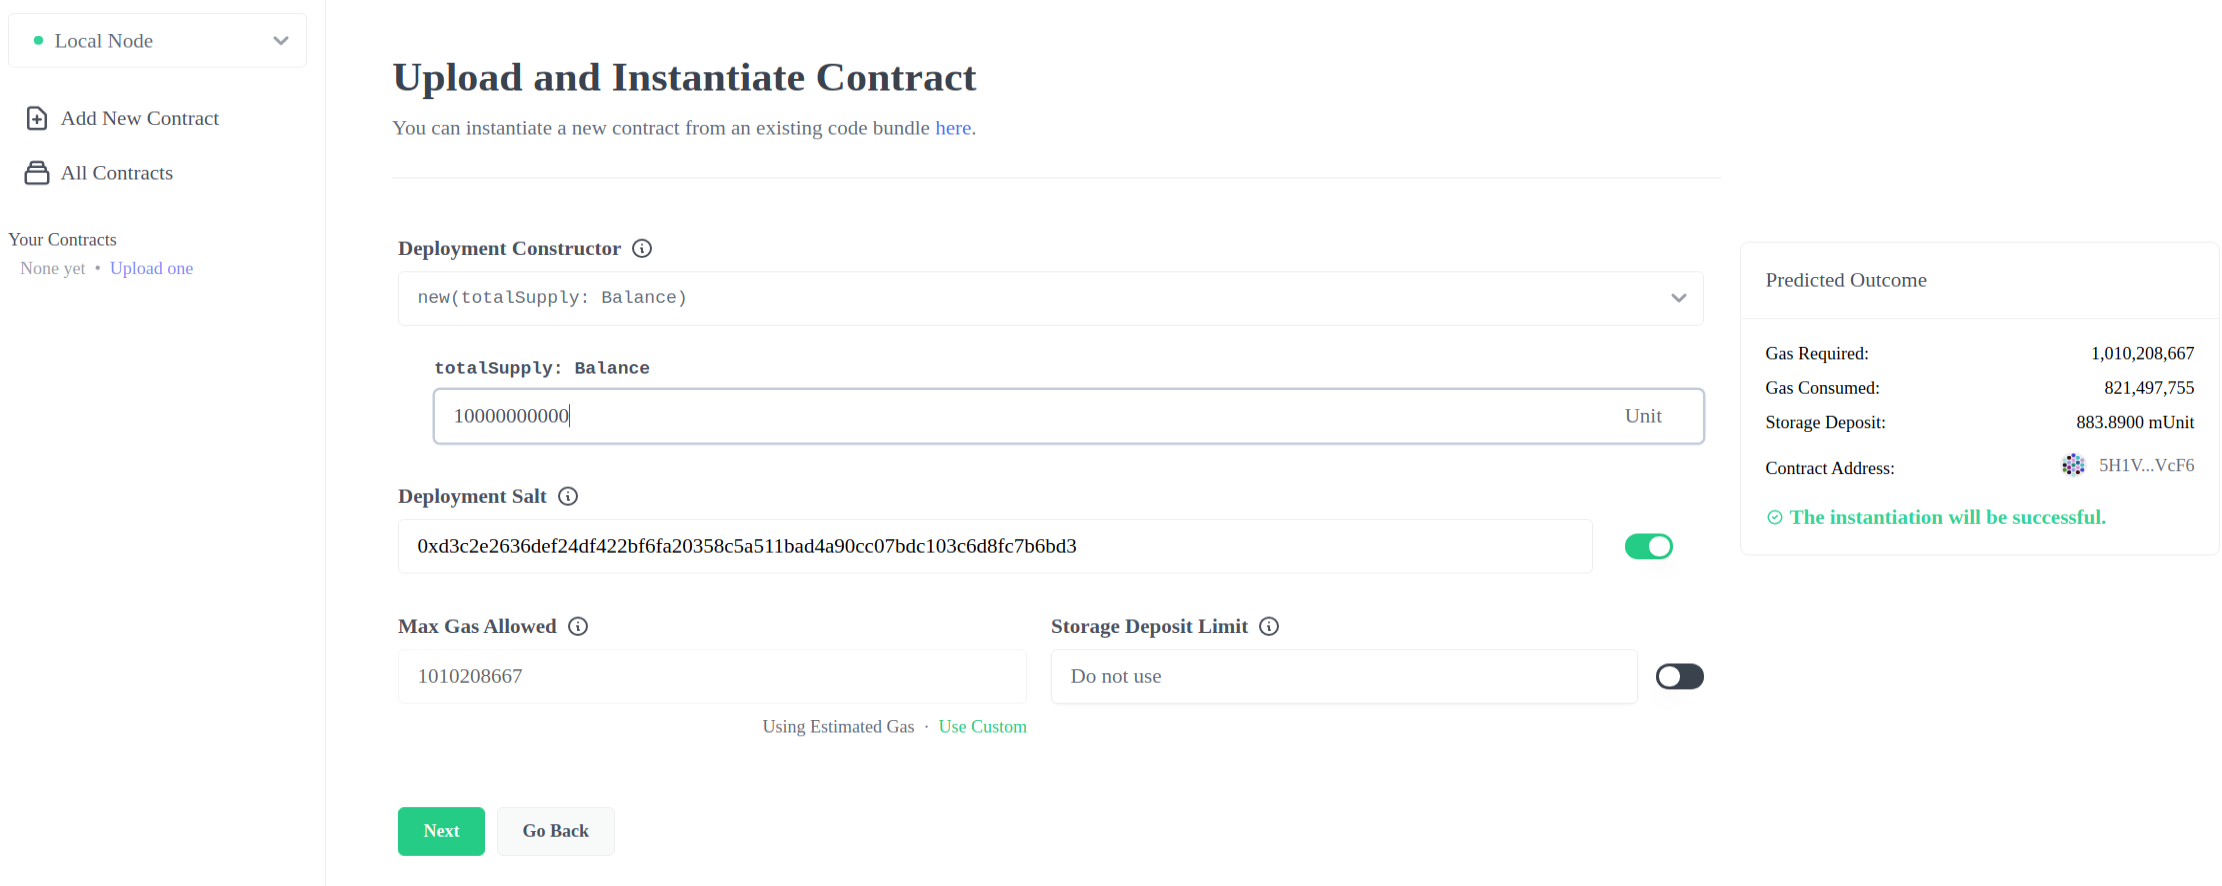 Local Node
Add New Contract
All Contracts
Your Contracts
None yet • Upload one
Upload and Instantiate Contract
You can instantiate a new contract from an existing code bundle here.
Deployment Constructor
new(totalSupply: Balance)
totalSupply: Balance
10000000000 Unit
Deployment Salt
0xd3c2e2636def24df422bf6fa20358c5a511bad4a90cc07bdc103c6d8fc7b6bd3
Max Gas Allowed
1010208667
Using Estimated Gas · Use Custom
Storage Deposit Limit
Do not use
Next
Go Back
Predicted Outcome
Gas Required: 1,010,208,667
Gas Consumed: 821,497,755
Storage Deposit: 883.8900 mUnit
Contract Address: 5H1V...VcF6
The instantiation will be successful.